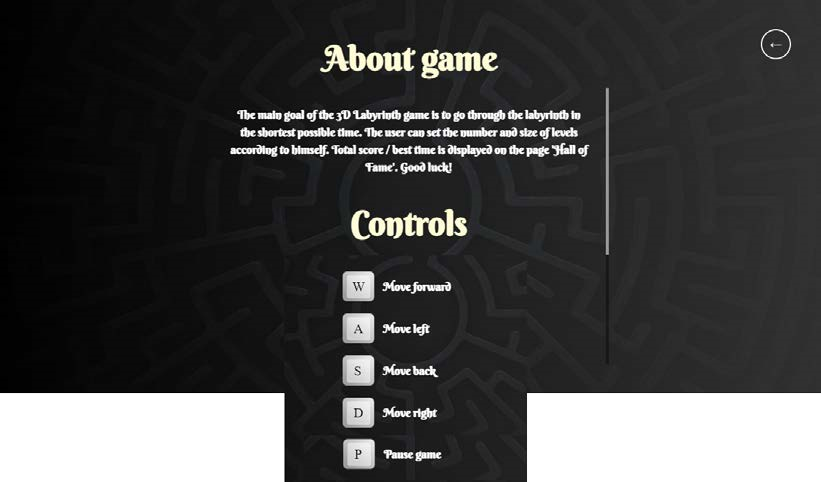 About game
←
The main goal of the 3D Labyrinth game is to go through the labyrinth in
the shortest possible time. The user can set the number and size of levels
according to himself. Total score / best time is displayed on the page 'Hall of
Fame'. Good luck!
Controls
W Move forward
A Move left
S Move back
D Move right
P Pause game